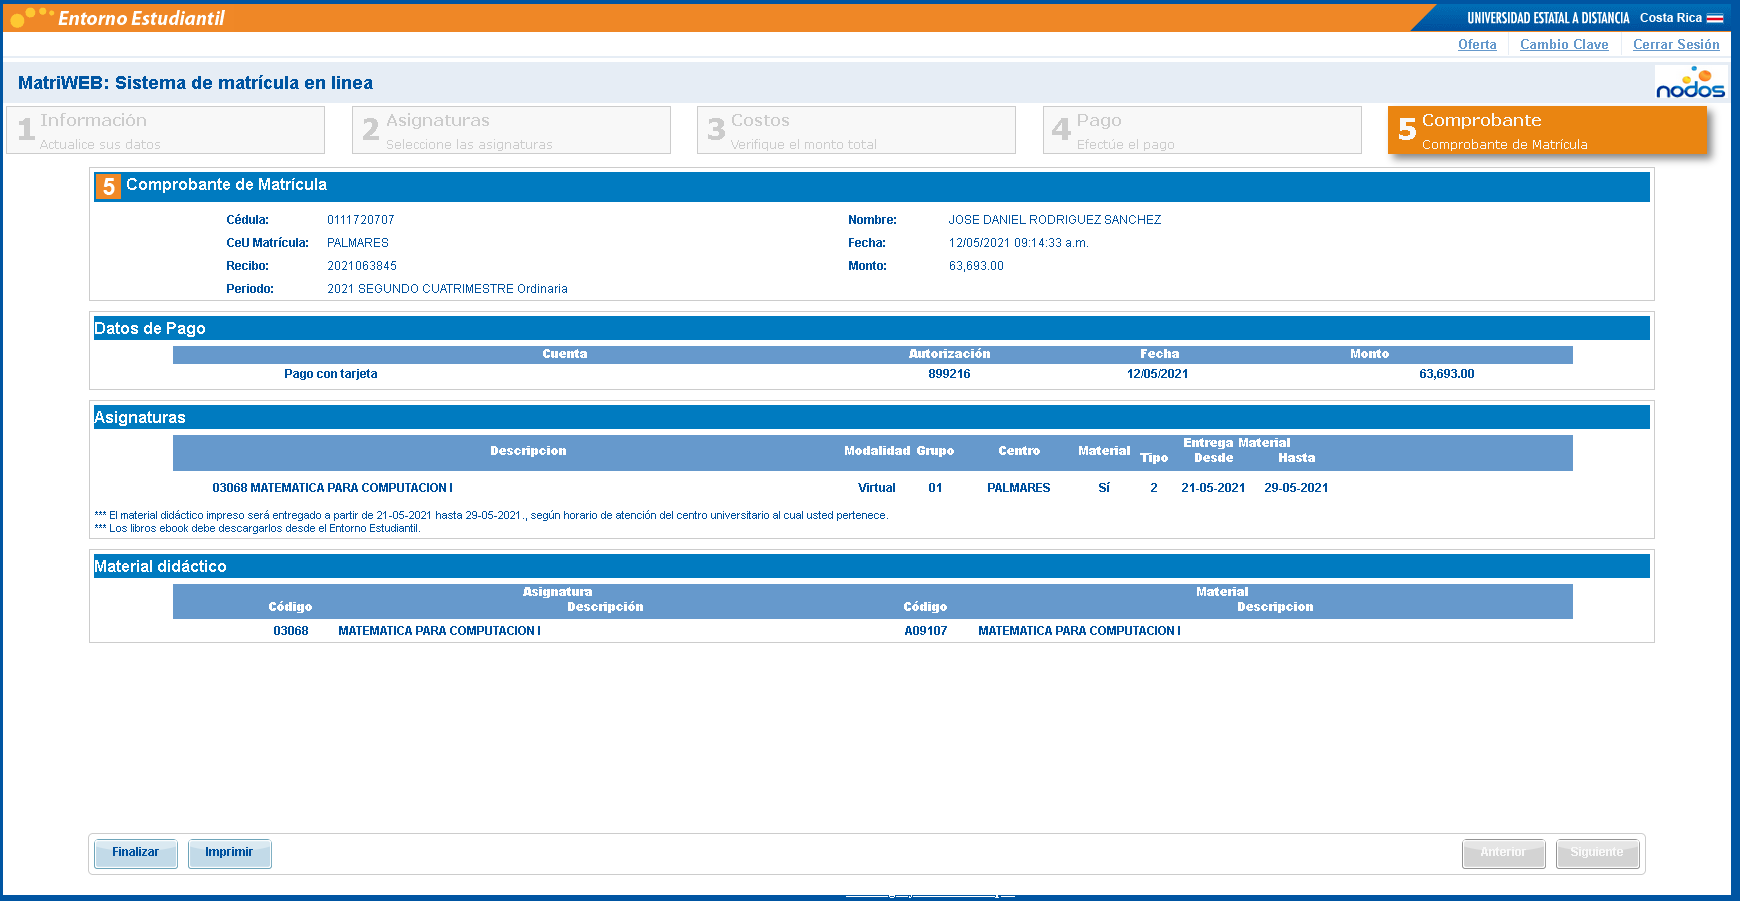 Entorno Estudiantil
UNIVERSIDAD ESTATAL A DISTANCIA Costa Rica
Oferta Cambio Clave Cerrar Sesión
MatriWEB: Sistema de matrícula en linea
nodos
1 Información
Actualice sus datos
2 Asignaturas
Seleccione las asignaturas
3 Costos
Verifique el monto total
4 Pago
Efectúe el pago
5 Comprobante
Comprobante de Matrícula
5 Comprobante de Matrícula
Cédula: 0111720707 Nombre: JOSE DANIEL RODRIGUEZ SANCHEZ
CeU Matrícula: PALMARES Fecha: 12/05/2021 09:14:33 a.m.
Recibo: 2021063845 Monto: 63,693.00
Periodo: 2021 SEGUNDO CUATRIMESTRE Ordinaria
Datos de Pago
Cuenta Autorización Fecha Monto
Pago con tarjeta 899216 12/05/2021 63,693.00
Asignaturas
Descripcion Modalidad Grupo Centro Material Tipo Entrega Material
Desde Hasta
03068 MATEMATICA PARA COMPUTACION I Virtual 01 PALMARES Sí 2 21-05-2021 29-05-2021
*** El material didáctico impreso será entregado a partir de 21-05-2021 hasta 29-05-2021., según horario de atención del centro universitario al cual usted pertenece.
*** Los libros ebook debe descargarlos desde el Entorno Estudiantil.
Material didáctico
Asignatura Material
Código Descripción Código Descripcion
03068 MATEMATICA PARA COMPUTACION I A09107 MATEMATICA PARA COMPUTACION I
Finalizar Imprimir Anterior Siguiente